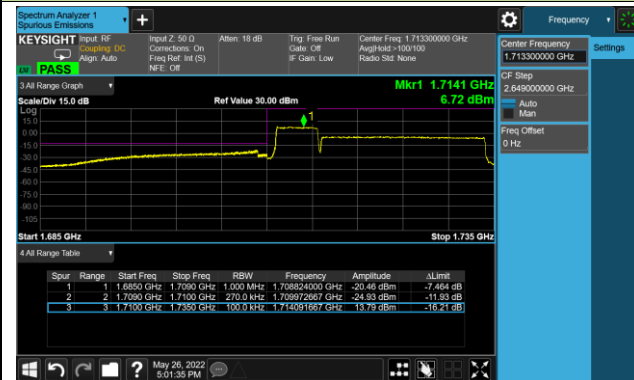 Spectrum Analyzer 1
Spurious Emissions
Frequency
KEYSIGHT
Input: RF
Coupling: DC
Align: Auto
Input Z: 50 Ω
Corrections: On
Freq Ref: Int (S)
NFE: Off
Atten: 18 dB
Trig: Free Run
Gate: Off
IF Gain: Low
Center Freq: 1.713300000 GHz
Avg|Hold:>100/100
Radio Std: None
PASS
Center Frequency
1.713300000 GHz
Settings
CF Step
2.649000000 GHz
Auto
Man
Freq Offset
0 Hz
3 All Range Graph
Mkr1 1.7141 GHz
Scale/Div 15.0 dB
Ref Value 30.00 dBm
6.72 dBm
Log
15.0
0.00
-15.0
-30.0
-45.0
-60.0
-75.0
-90.0
-105
1
Start 1.685 GHz
Stop 1.735 GHz
4 All Range Table
Spur Range Start Freq Stop Freq RBW Frequency Amplitude ΔLimit
1 1 1.6850 GHz 1.7090 GHz 1.000 MHz 1.708824000 GHz -20.46 dBm -7.464 dB
2 2 1.7090 GHz 1.7100 GHz 270.0 kHz 1.709972667 GHz -24.93 dBm -11.93 dB
3 3 1.7100 GHz 1.7350 GHz 100.0 kHz 1.714091667 GHz 13.79 dBm -16.21 dB
May 26, 2022
5:01:35 PM